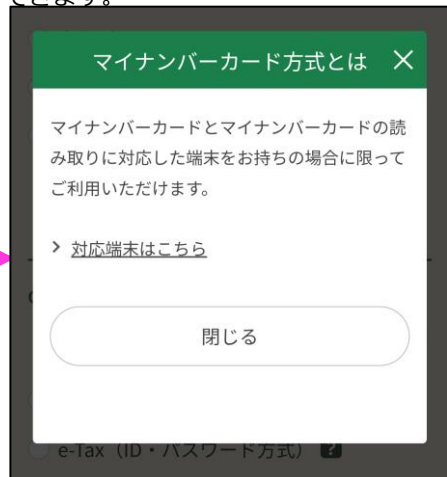 できます。
マイナンバーカード方式とは ×
マイナンバーカードとマイナンバーカードの読
み取りに対応した端末をお持ちの場合に限って
ご利用いただけます。
> 対応端末はこちら
閉じる
e-Tax（ID・パスワード方式） ?